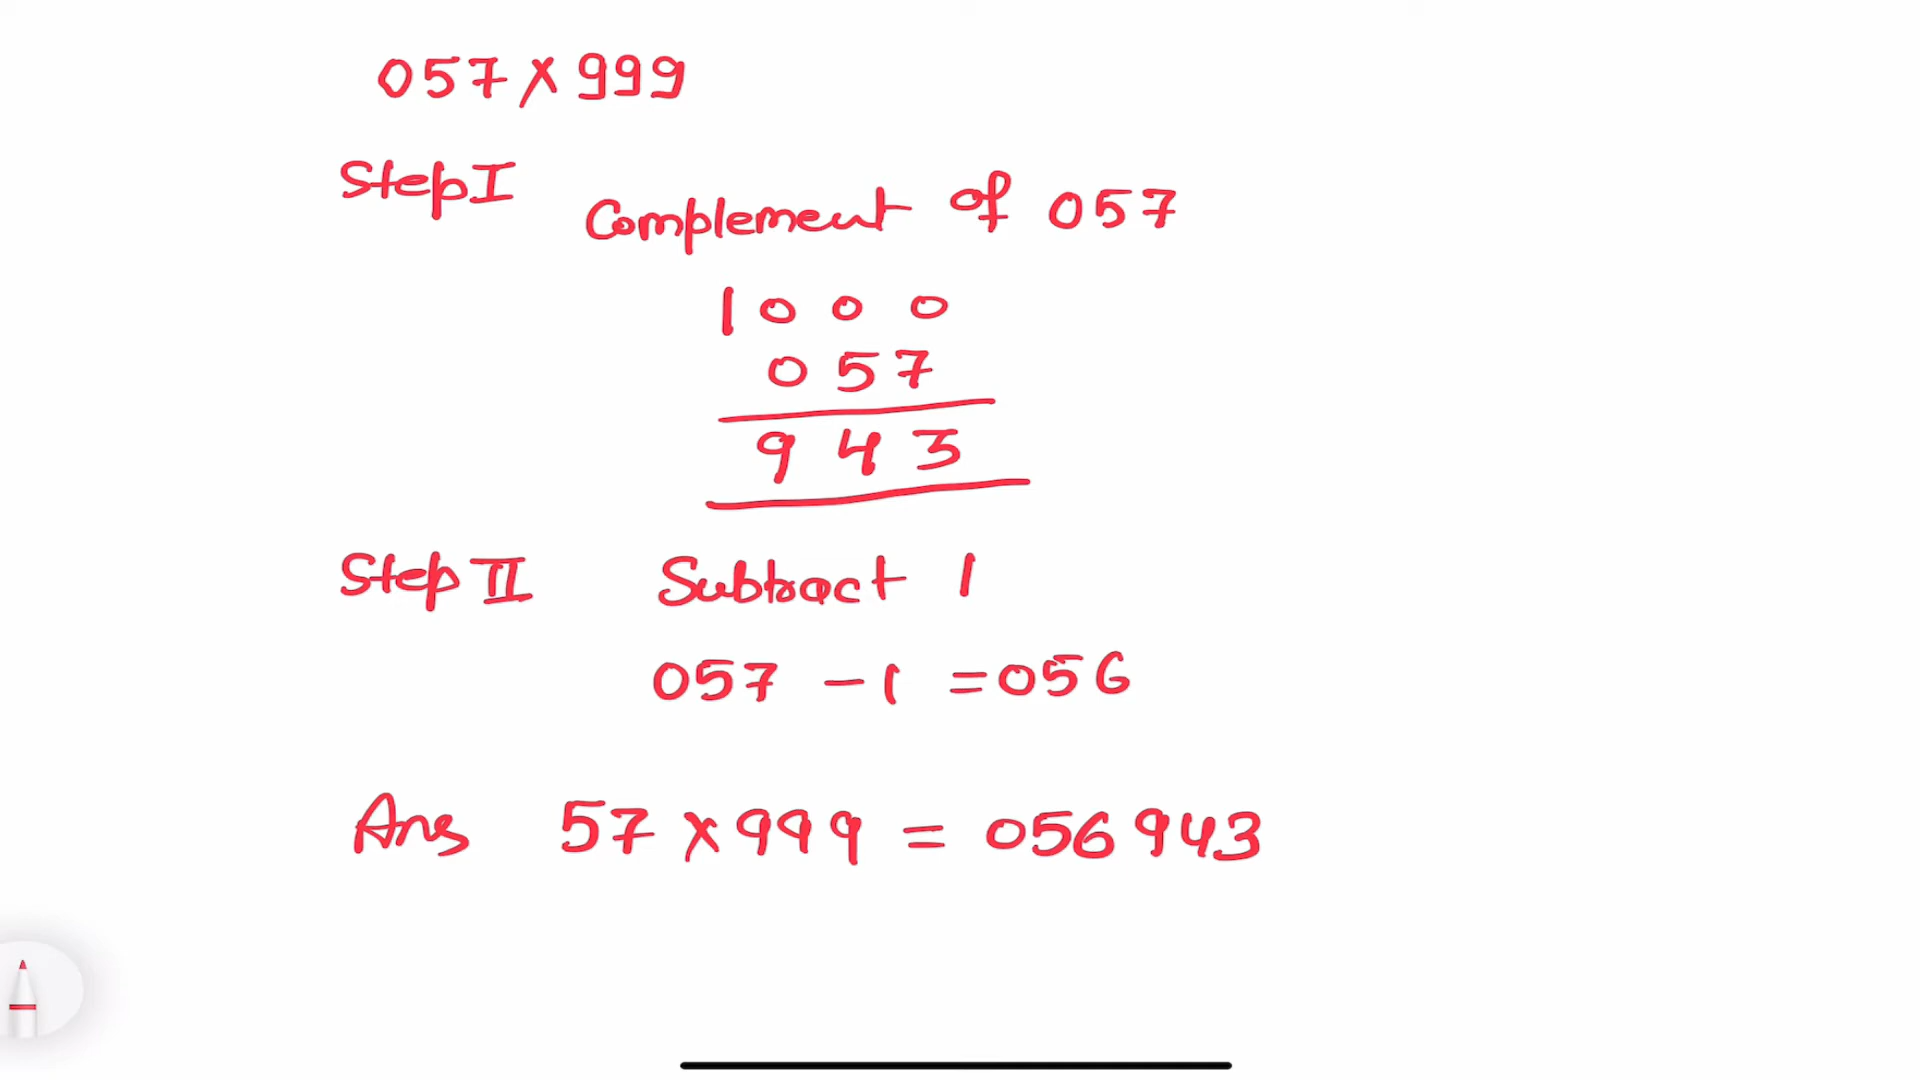 057 × 999
Step I
Complement of 057
1 0 0 0
0 5 7
9 4 3
Step II Subtract 1
057 - 1 = 056
Ans 57 × 999 = 056943